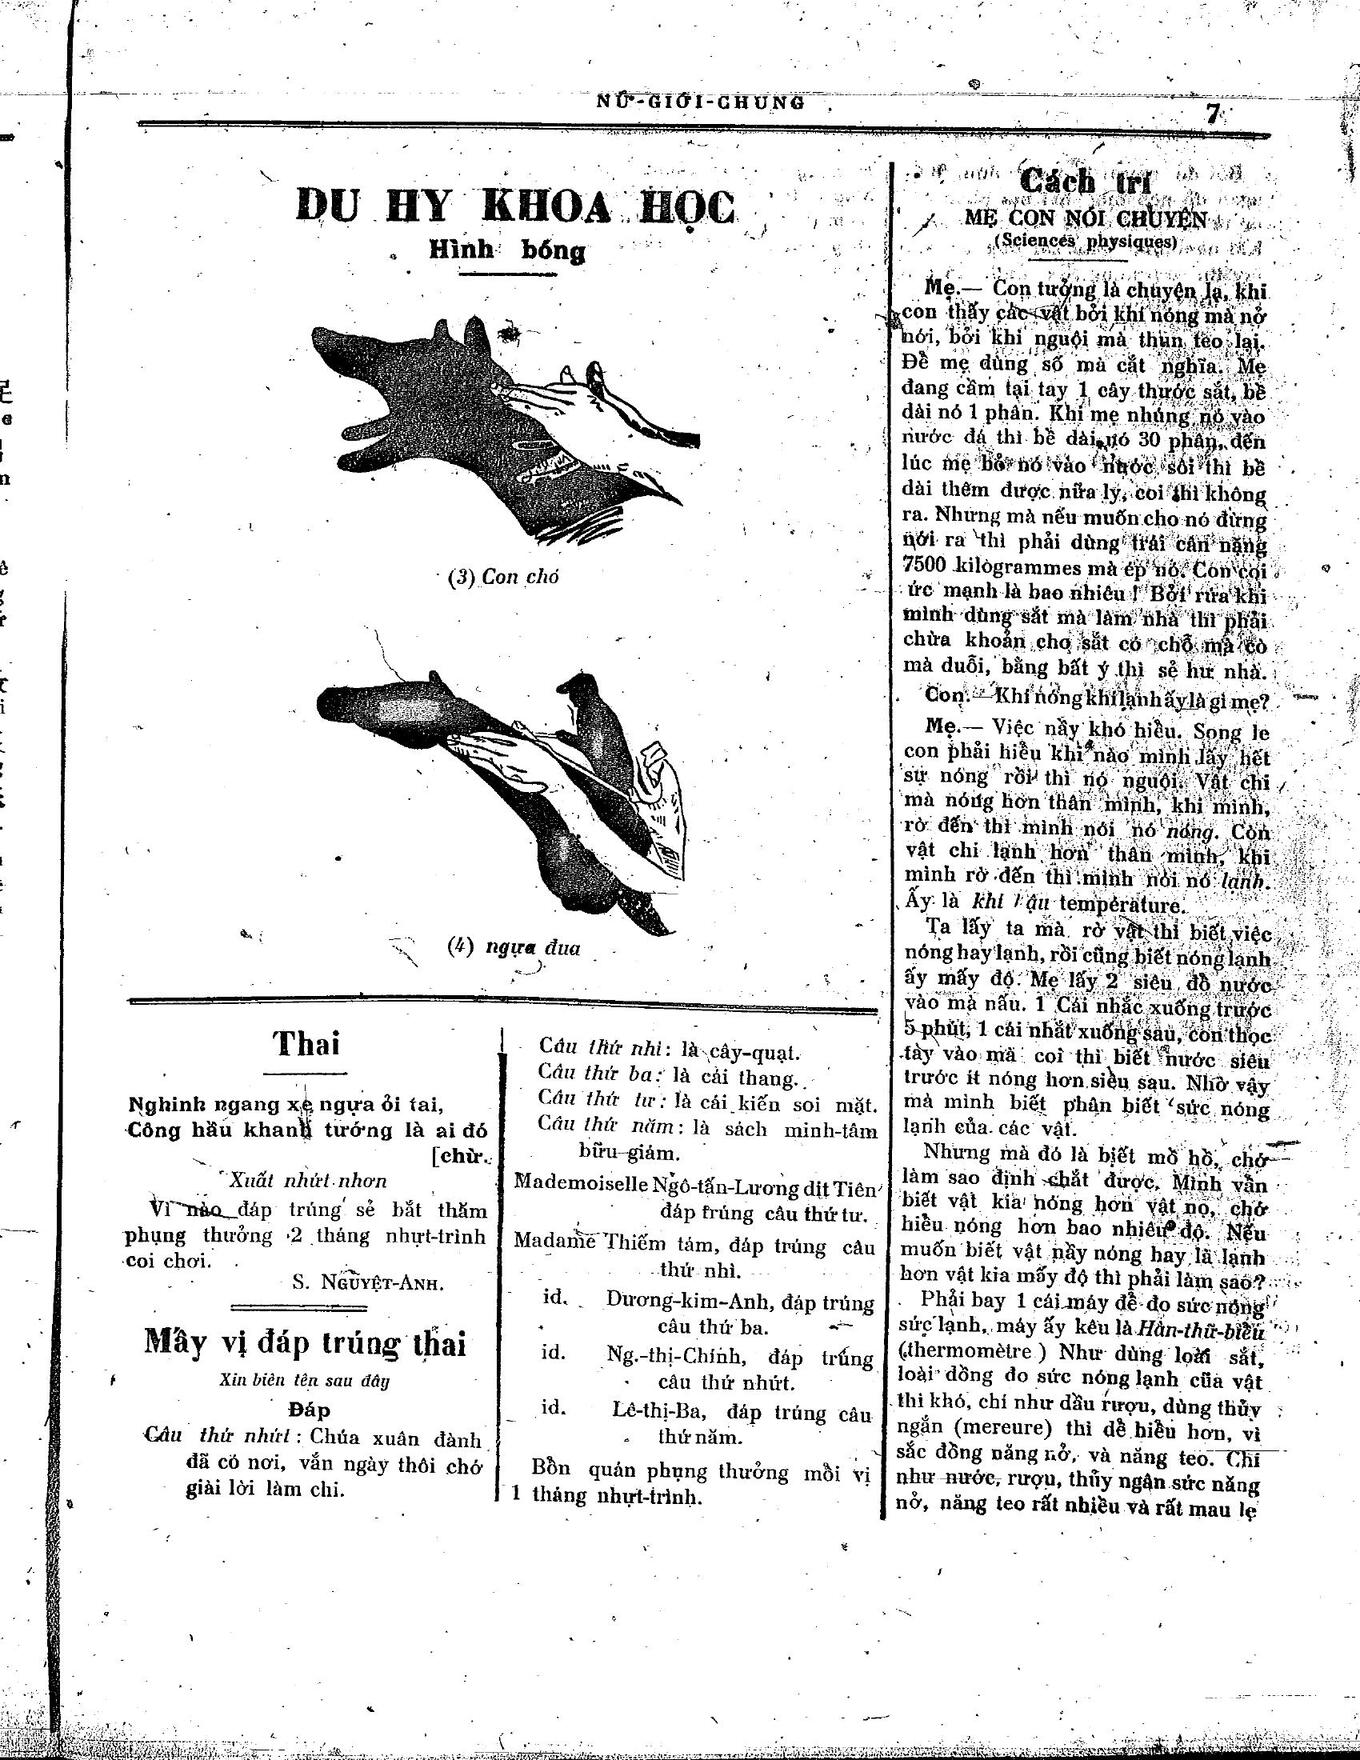 NỮ-GIỚI-CHUNG
7
DU HY KHOA HỌC
Hình bóng
(3) Con chó
(4) ngựa đua
Thai
Nghinh ngang xe ngựa ỏi tai,
Công hầu khanh tướng là ai đó
[chừ.
Xuất nhứt nhơn
Vì nào đáp trúng sẻ bắt thăm
phụng thưởng 2 tháng nhựt-trình
coi chơi.
S. NGUYỆT-ANH.
Mấy vị đáp trúng thai
Xin biên tên sau đây
Đáp
Câu thứ nhứt : Chúa xuân đành
đã có nơi, vắn ngày thôi chớ
giài lời làm chi.
Câu thứ nhì : là cây-quạt.
Câu thứ ba : là cái thang.
Câu thứ tư : là cái kiến soi mặt.
Câu thứ năm : là sách minh-tâm
bữu-giám.
Mademoiselle Ngô-tấn-Lương dit Tiên
đáp trúng câu thứ tư.
Madame Thiếm tám, đáp trúng câu
thứ nhì.
id. Dương-kim-Anh, đáp trúng
câu thứ ba.
id. Ng.-thị-Chính, đáp trúng
câu thứ nhứt.
id. Lê-thị-Ba, đáp trúng câu
thứ năm.
Bổn quán phụng thưởng mỗi vị
1 tháng nhựt-trình.
Cách trí
MẸ CON NÓI CHUYỆN
(Sciences physiques)
Mẹ.— Con tưởng là chuyện lạ, khi
con thấy các vật bởi khí nóng mà nở
nới, bởi khi nguội mà thun teo lại.
Để mẹ dùng số mà cắt nghĩa. Mẹ
đang cầm tại tay 1 cây thước sắt, bề
dài nó 1 phân. Khi mẹ nhúng nó vào
nước đá thì bề dài nó 30 phân, đến
lúc mẹ bỏ nó vào nước sôi thì bề
dài thêm được nữa ly, coi thì không
ra. Nhưng mà nếu muốn cho nó đừng
nới ra thì phải dùng trái cân nặng
7500 kilogrammes mà ép nó. Con coi
ức mạnh là bao nhiêu ! Bởi rứa khi
mình dùng sắt mà làm nhà thì phải
chừa khoản cho sắt có chỗ mà co
mà duỗi, bằng bất ý thì sẻ hư nhà.
Con.— Khí nóng khí lạnh ấy là gì mẹ?
Mẹ.— Việc nầy khó hiểu. Song le
con phải hiểu khi nào mình lấy hết
sự nóng rồi thì nó nguội. Vật chi
mà nóng hơn thân mình, khi mình,
rờ đến thì mình nói nó nóng. Còn
vật chi lạnh hơn thân mình, khi
mình rờ đến thì mình nói nó lạnh.
Ấy là khí hậu température.
Ta lấy ta mà rờ vật thì biết việc
nóng hay lạnh, rồi cũng biết nóng lạnh
ấy mấy độ. Mẹ lấy 2 siêu đồ nước
vào mà nấu. 1 Cái nhắc xuống trước
5 phút, 1 cái nhắt xuống sau, con thọc
tay vào mà coi thì biết nước siêu
trước ít nóng hơn siêu sau. Nhờ vậy
mà mình biết phân biết sức nóng
lạnh của các vật.
Nhưng mà đó là biết mồ hồ, chớ
làm sao định chắt được. Mình vẫn
biết vật kia nóng hơn vật nọ, chớ
hiểu nóng hơn bao nhiêu độ. Nếu
muốn biết vật nầy nóng hay là lạnh
hơn vật kia mấy độ thì phải làm sao?
Phải bay 1 cái máy để đo sức nóng
sức lạnh, máy ấy kêu là Hàn-thữ-biểu
(thermomètre ) Như dùng loài sắt,
loài đồng đo sức nóng lạnh cũa vật
thì khó, chí như dầu rượu, dùng thủy
ngân (mereure) thì dể hiểu hơn, vì
sắc đồng năng nở, và năng teo. Chí
như nước, rượu, thủy ngân sức năng
nở, năng teo rất nhiều và rất mau lẹ